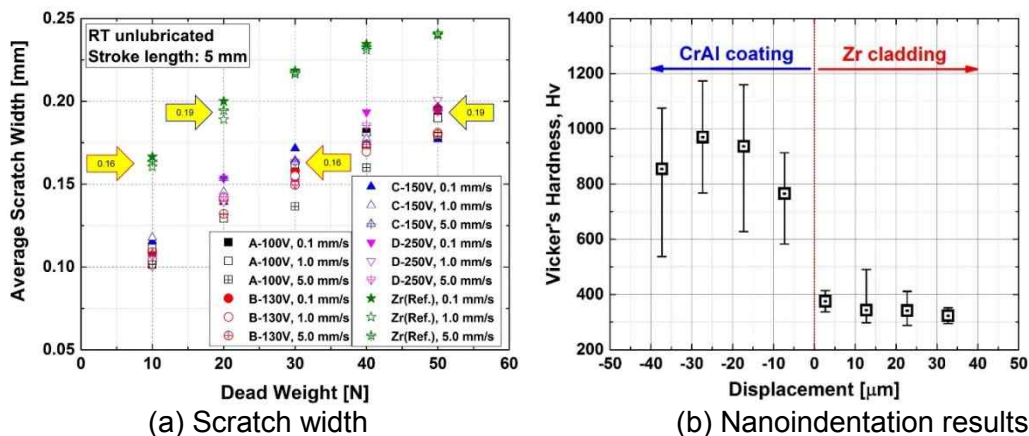 (a)
RT unlubricated
Stroke length: 5 mm
Average Scratch Width [mm]
0.25
0.20
0.15
0.10
0.05
0.19
0.16
0.16
0.19
A-100V, 0.1 mm/s
A-100V, 1.0 mm/s
A-100V, 5.0 mm/s
B-130V, 0.1 mm/s
B-130V, 1.0 mm/s
B-130V, 5.0 mm/s
C-150V, 0.1 mm/s
C-150V, 1.0 mm/s
C-150V, 5.0 mm/s
D-250V, 0.1 mm/s
D-250V, 1.0 mm/s
D-250V, 5.0 mm/s
Zr(Ref.), 0.1 mm/s
Zr(Ref.), 1.0 mm/s
Zr(Ref.), 5.0 mm/s
0 10 20 30 40 50 60
Dead Weight [N]
(a) Scratch width
(b)
CrAl coating
Zr cladding
Vicker's Hardness, Hv
1400
1200
1000
800
600
400
200
-50 -40 -30 -20 -10 0 10 20 30 40 50
Displacement [μm]
(b) Nanoindentation results